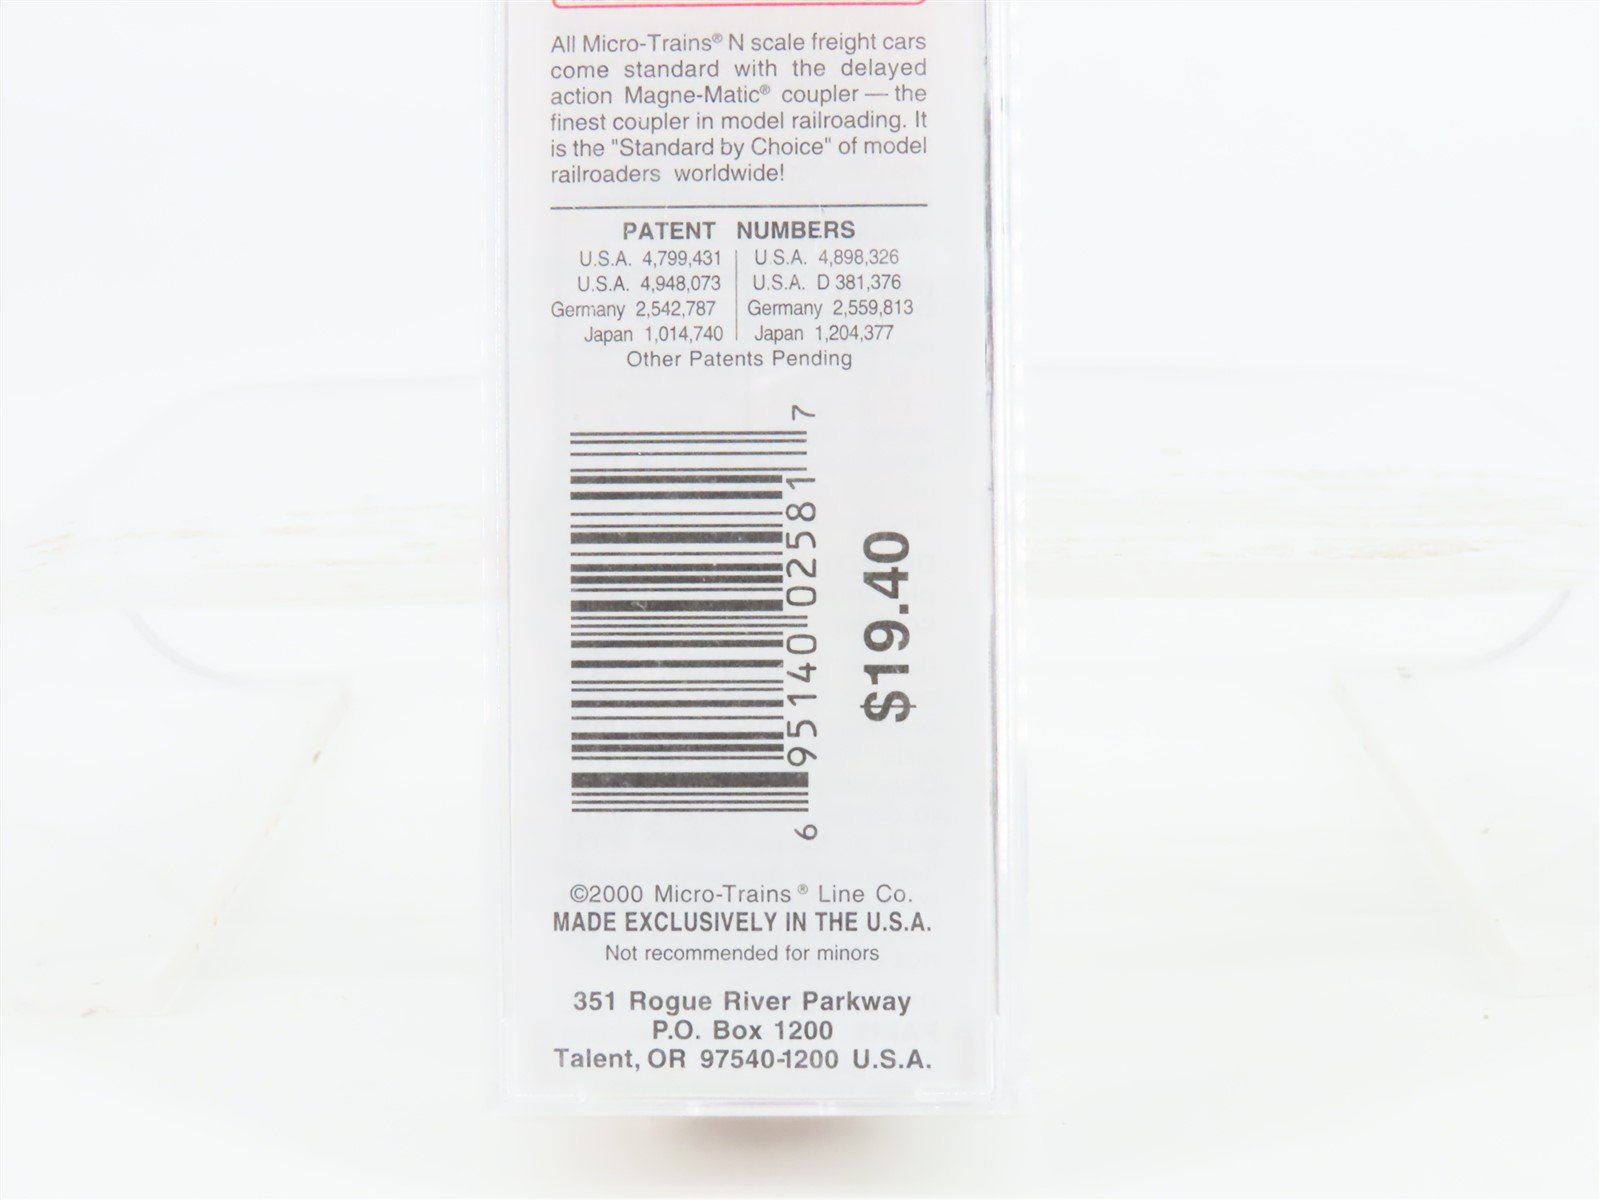 All Micro-Trains® N scale freight cars
come standard with the delayed
action Magne-Matic® coupler — the
finest coupler in model railroading. It
is the "Standard by Choice" of model
railroaders worldwide!
PATENT NUMBERS
U.S.A. 4,799,431 | U.S.A. 4,898,326
U.S.A. 4,948,073 | U.S.A. D 381,376
Germany 2,542,787 | Germany 2,559,813
Japan 1,014,740 | Japan 1,204,377
Other Patents Pending
6 95140 02581 7
$19.40
©2000 Micro-Trains® Line Co.
MADE EXCLUSIVELY IN THE U.S.A.
Not recommended for minors
351 Rogue River Parkway
P.O. Box 1200
Talent, OR 97540-1200 U.S.A.